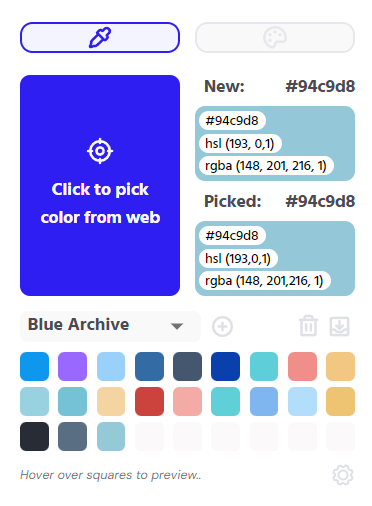 New: #94c9d8
#94c9d8
hsl (193, 0,1)
rgba (148, 201, 216, 1)
Click to pick
color from web
Picked: #94c9d8
#94c9d8
hsl (193,0,1)
rgba (148, 201,216, 1)
Blue Archive
Hover over squares to preview..